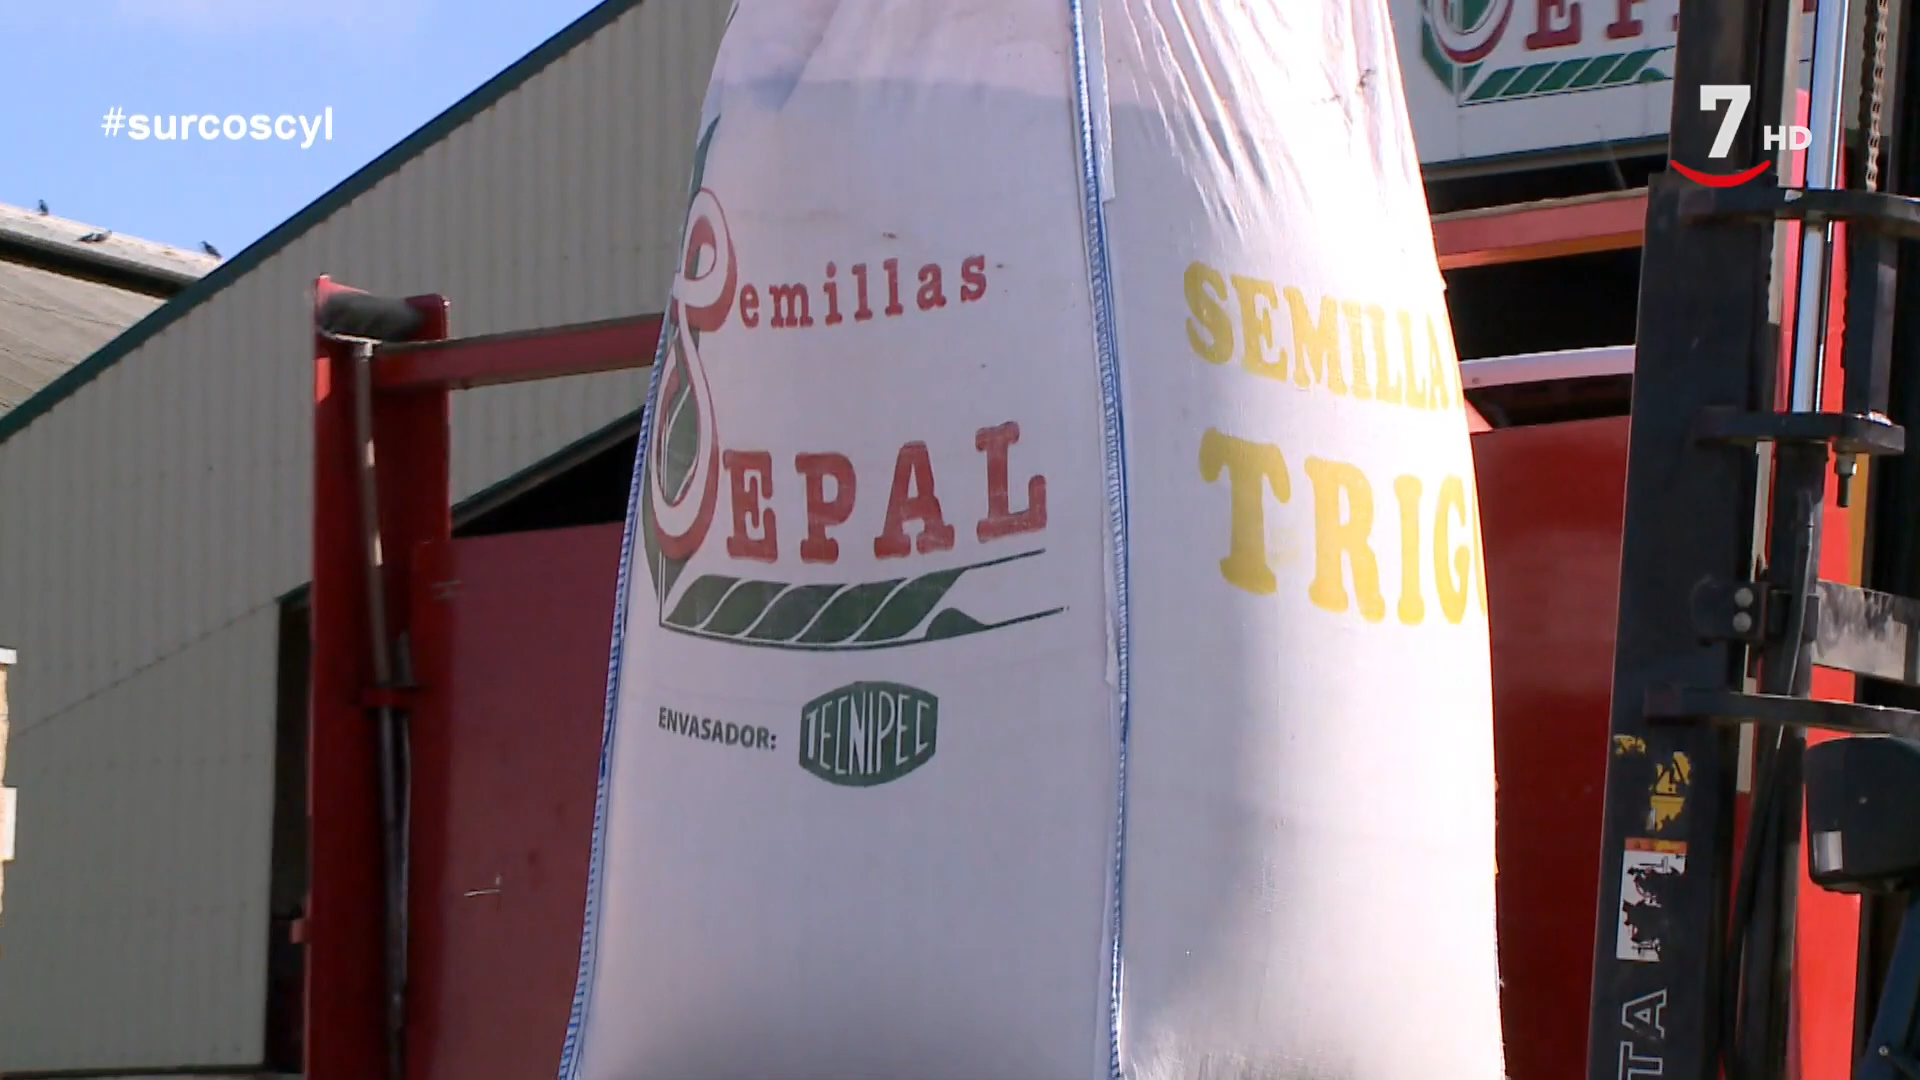 #surcoscyl
7 HD
Semillas
SEPAL
ENVASADOR: TECNIPEC
SEMILLA
TRIG